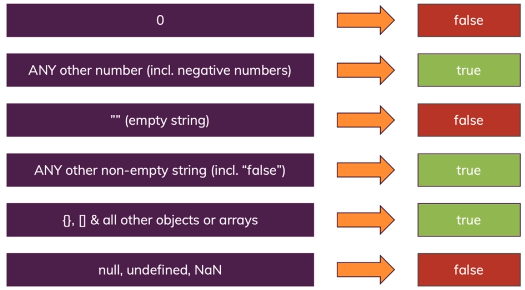 0 false
ANY other number (incl. negative numbers) true
”” (empty string) false
ANY other non-empty string (incl. “false”) true
{}, [] & all other objects or arrays true
null, undefined, NaN false